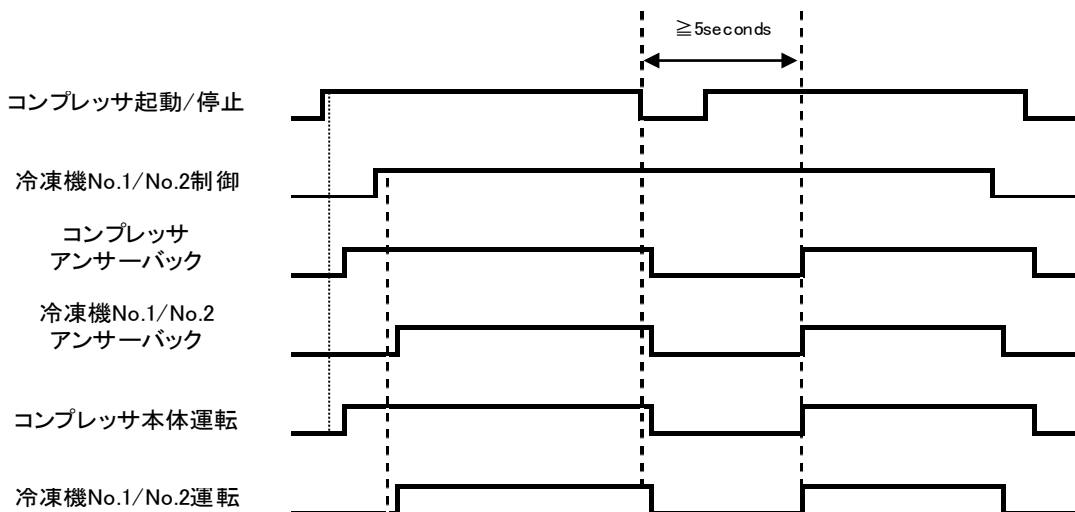 ≧5seconds
コンプレッサ起動/停止
冷凍機No.1/No.2制御
コンプレッサ
アンサーバック
冷凍機No.1/No.2
アンサーバック
コンプレッサ本体運転
冷凍機No.1/No.2運転